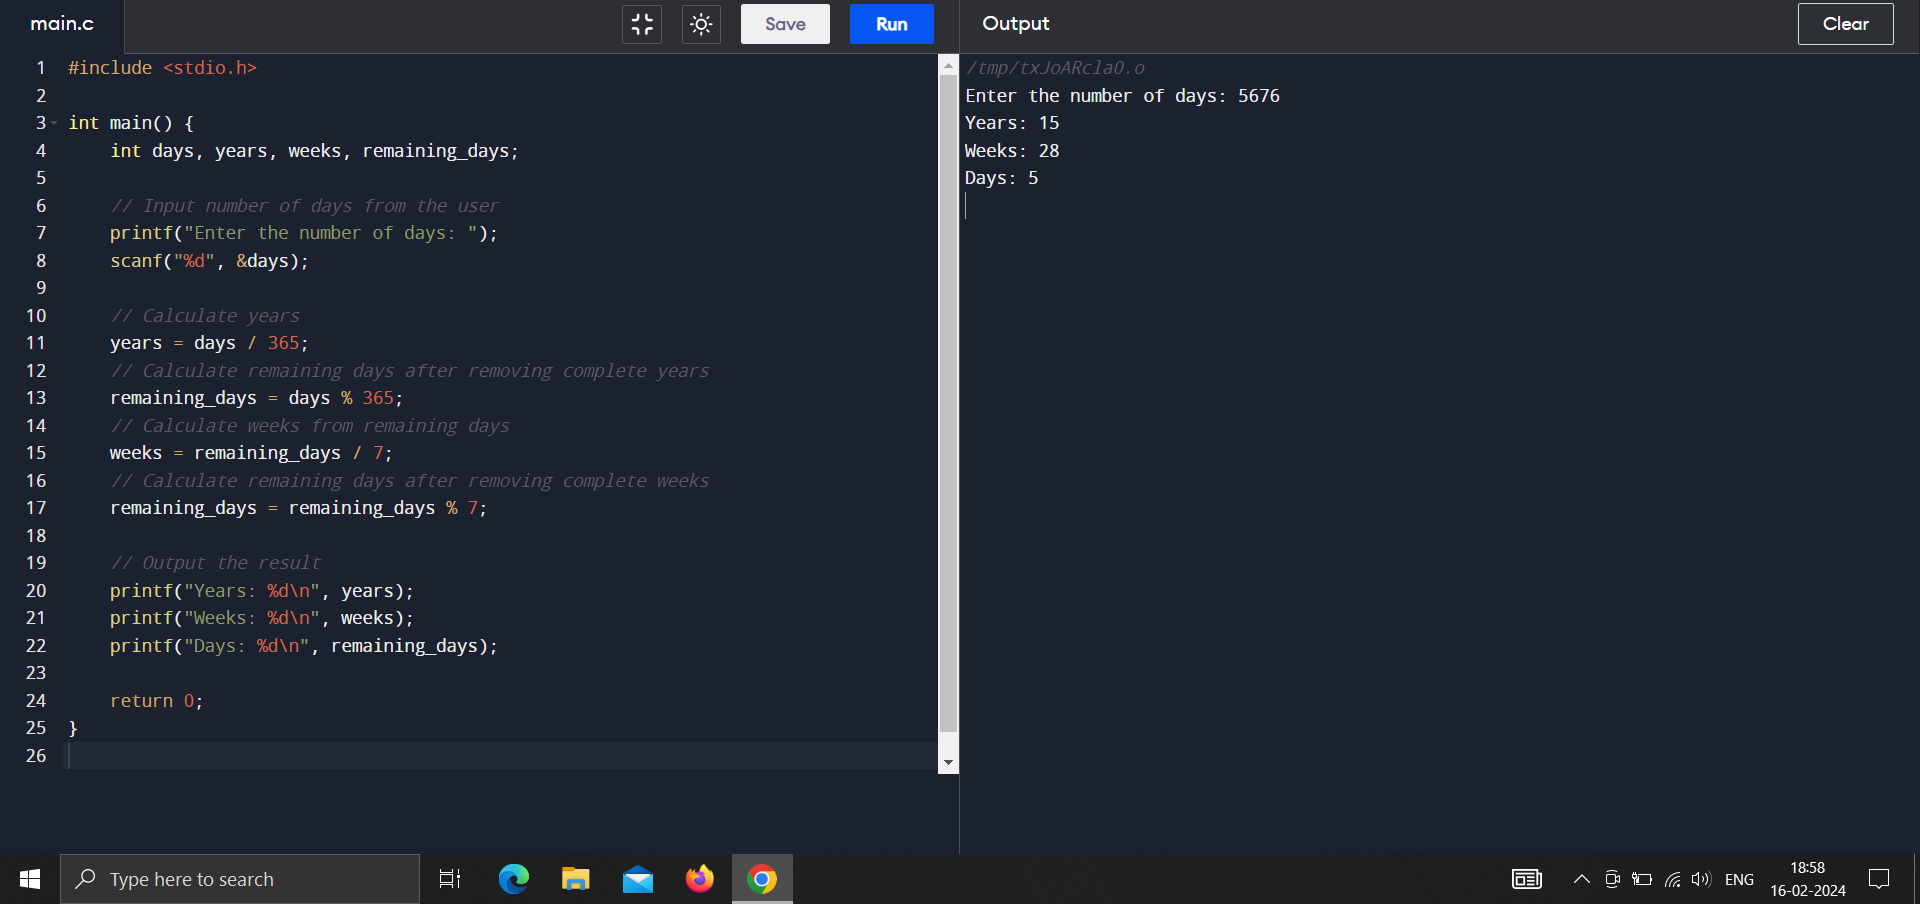 main.c
Save
Run
Output
Clear
1 #include <stdio.h>
2
3 int main() {
4     int days, years, weeks, remaining_days;
5
6     // Input number of days from the user
7     printf("Enter the number of days: ");
8     scanf("%d", &days);
9
10     // Calculate years
11     years = days / 365;
12     // Calculate remaining days after removing complete years
13     remaining_days = days % 365;
14     // Calculate weeks from remaining days
15     weeks = remaining_days / 7;
16     // Calculate remaining days after removing complete weeks
17     remaining_days = remaining_days % 7;
18
19     // Output the result
20     printf("Years: %d\n", years);
21     printf("Weeks: %d\n", weeks);
22     printf("Days: %d\n", remaining_days);
23
24     return 0;
25 }
26
/tmp/txJoARclaO.o
Enter the number of days: 5676
Years: 15
Weeks: 28
Days: 5
Type here to search
ENG
18:58
16-02-2024